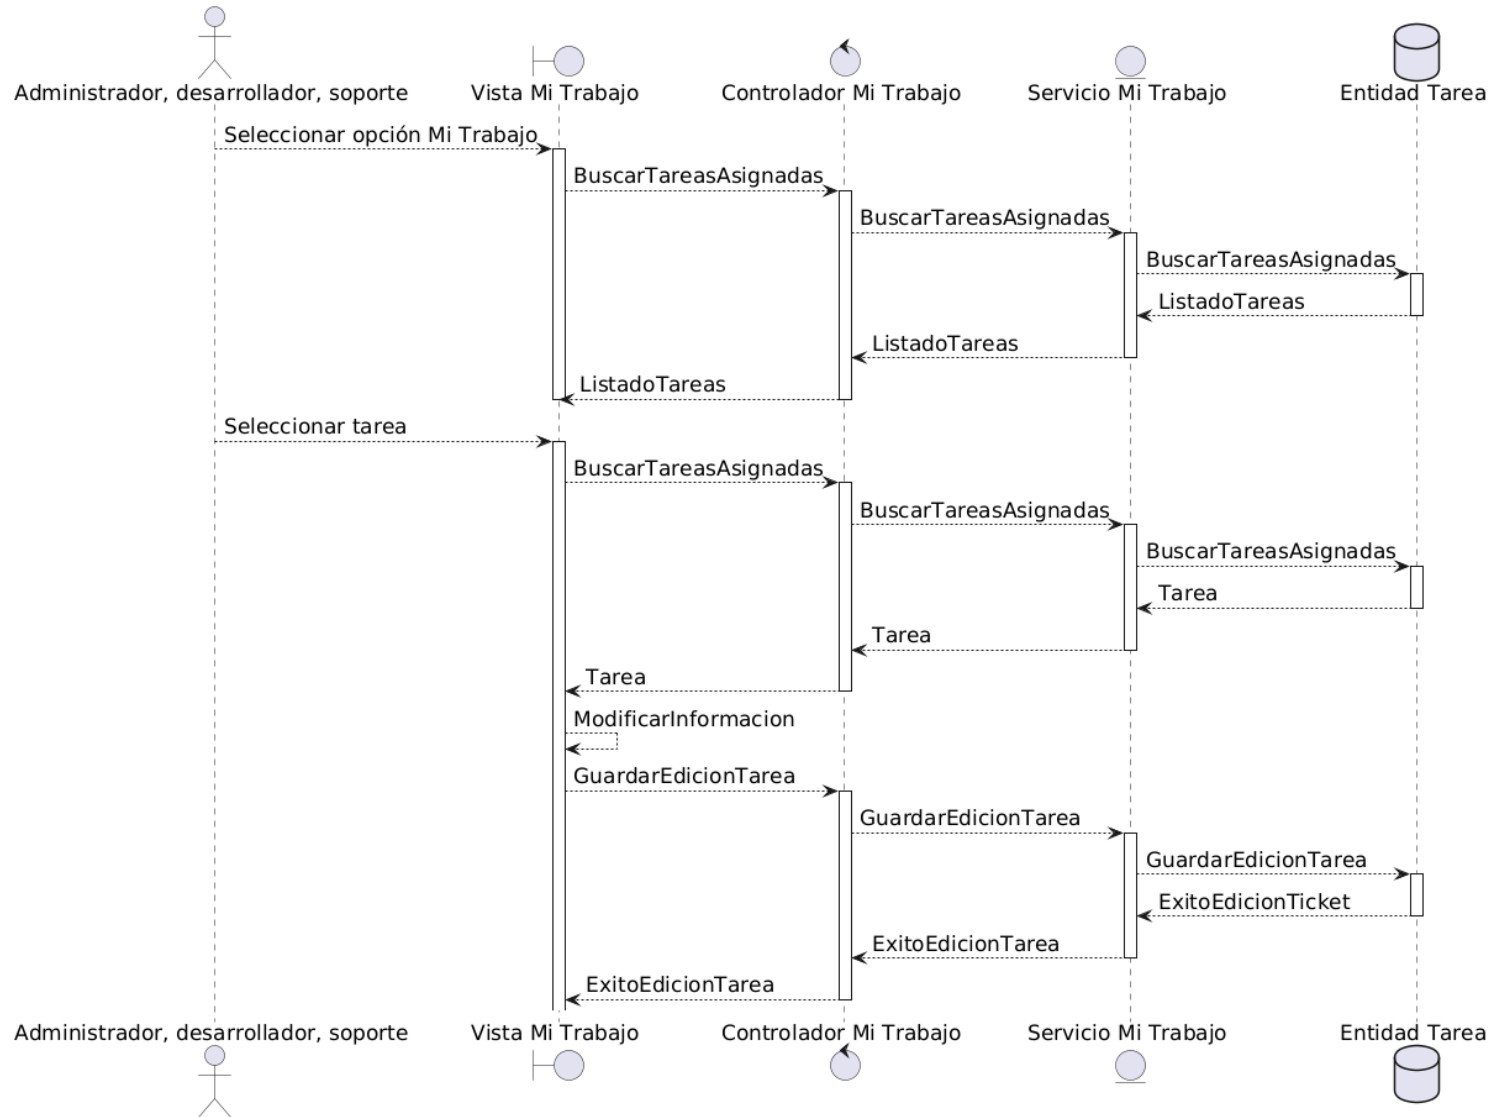 Administrador, desarrollador, soporte
Vista Mi Trabajo
Controlador Mi Trabajo
Servicio Mi Trabajo
Entidad Tarea
Seleccionar opción Mi Trabajo
BuscarTareasAsignadas
BuscarTareasAsignadas
BuscarTareasAsignadas
ListadoTareas
ListadoTareas
ListadoTareas
Seleccionar tarea
BuscarTareasAsignadas
BuscarTareasAsignadas
BuscarTareasAsignadas
Tarea
Tarea
Tarea
ModificarInformacion
GuardarEdicionTarea
GuardarEdicionTarea
GuardarEdicionTarea
ExitoEdicionTicket
ExitoEdicionTarea
ExitoEdicionTarea
Administrador, desarrollador, soporte
Vista Mi Trabajo
Controlador Mi Trabajo
Servicio Mi Trabajo
Entidad Tarea